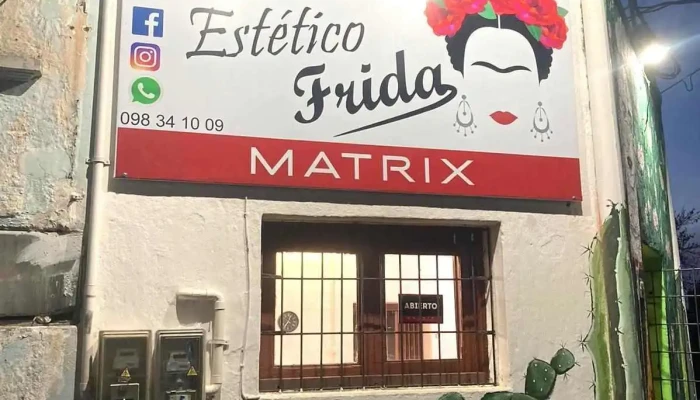 Estético
Frida
098 34 10 09
MATRIX
ABIERTO